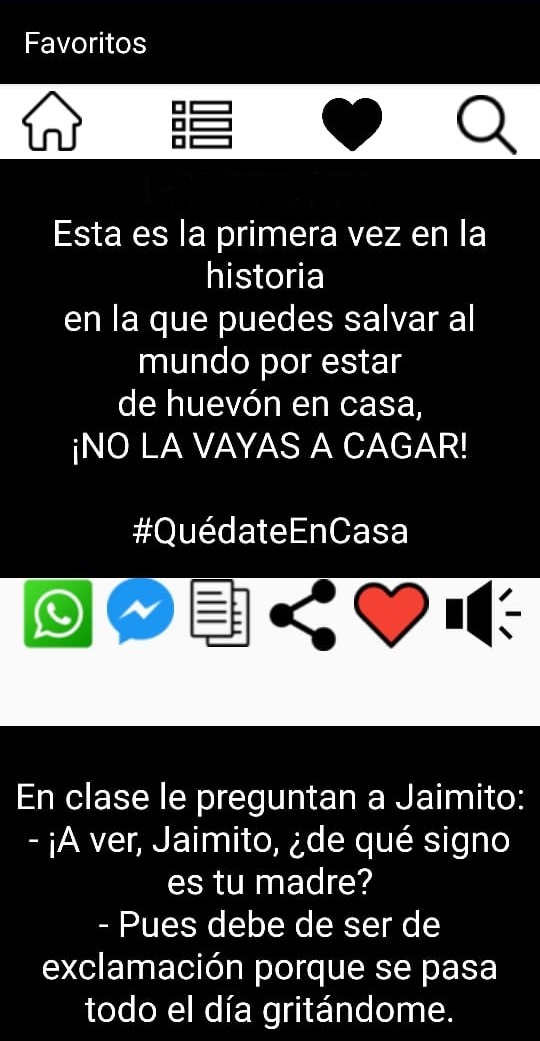 Favoritos
Esta es la primera vez en la
historia
en la que puedes salvar al
mundo por estar
de huevón en casa,
¡NO LA VAYAS A CAGAR!
#QuédateEnCasa
En clase le preguntan a Jaimito:
- ¡A ver, Jaimito, ¿de qué signo
es tu madre?
- Pues debe de ser de
exclamación porque se pasa
todo el día gritándome.